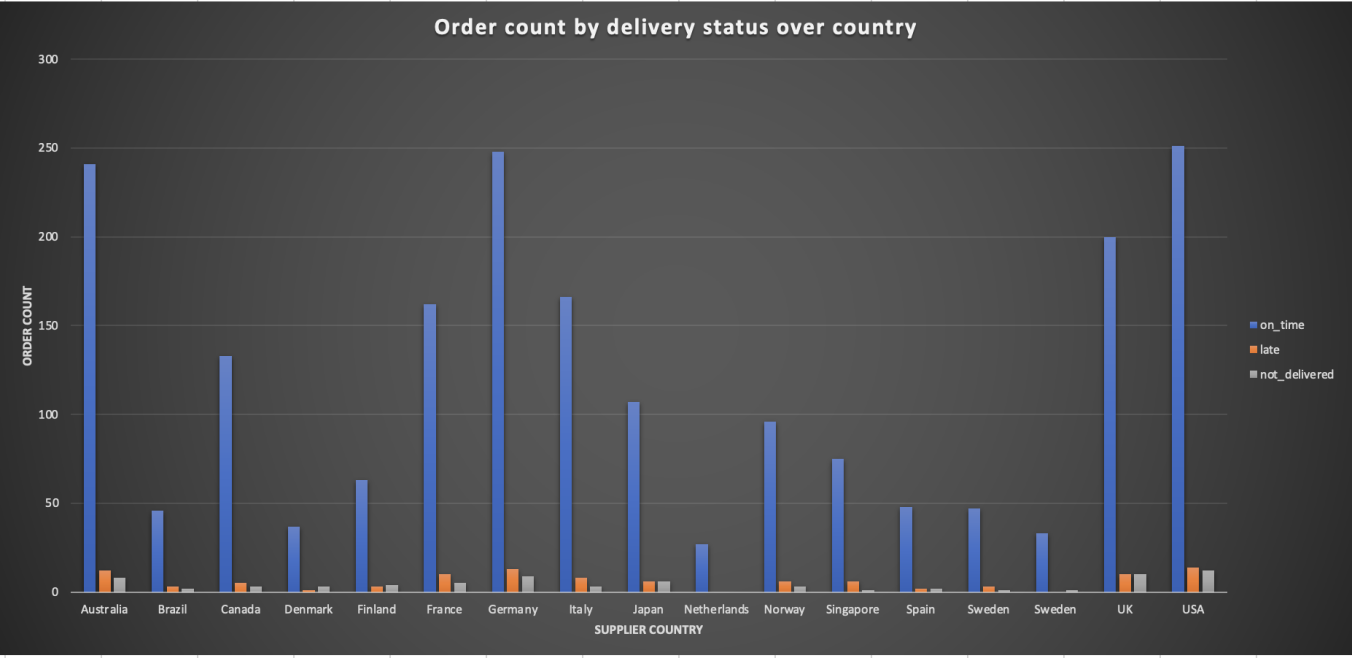 Order count by delivery status over country
300
250
200
150
100
50
0
ORDER COUNT
Australia Brazil Canada Denmark Finland France Germany Italy Japan Netherlands Norway Singapore Spain Sweden Sweden UK USA
SUPPLIER COUNTRY
on_time
late
not_delivered